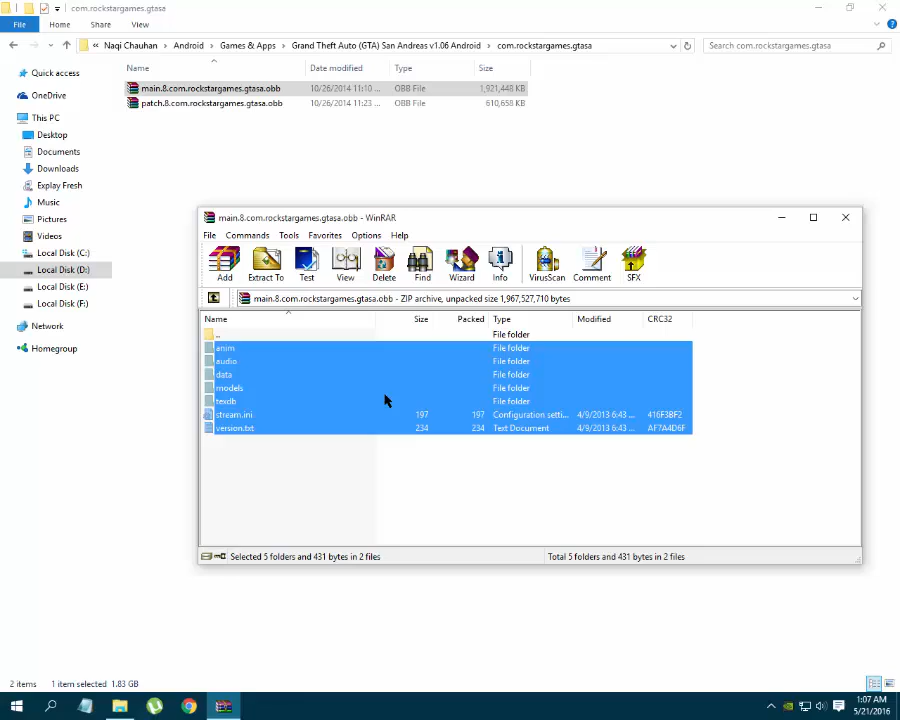 com.rockstargames.gtasa
File Home Share View
« Naqi Chauhan › Android › Games & Apps › Grand Theft Auto (GTA) San Andreas v1.06 Android › com.rockstargames.gtasa
Search com.rockstargames.gtasa
Name Date modified Type Size
main.8.com.rockstargames.gtasa.obb 10/26/2014 11:10 ... OBB File 1,921,448 KB
patch.8.com.rockstargames.gtasa.obb 10/26/2014 11:23 ... OBB File 610,658 KB
Quick access
OneDrive
This PC
Desktop
Documents
Downloads
Explay Fresh
Music
Pictures
Videos
Local Disk (C:)
Local Disk (D:)
Local Disk (E:)
Local Disk (F:)
Network
Homegroup
main.8.com.rockstargames.gtasa.obb - WinRAR
File Commands Tools Favorites Options Help
Add Extract To Test View Delete Find Wizard Info VirusScan Comment SFX
main.8.com.rockstargames.gtasa.obb - ZIP archive, unpacked size 1,967,527,710 bytes
Name Size Packed Type Modified CRC32
.. File folder
anim File folder
audio File folder
data File folder
models File folder
texdb File folder
stream.ini 197 197 Configuration setti... 4/9/2013 6:43 ... 416F3BF2
version.txt 234 234 Text Document 4/9/2013 6:43 ... AF7A4D6F
Selected 5 folders and 431 bytes in 2 files
Total 5 folders and 431 bytes in 2 files
2 items 1 item selected 1.83 GB
1:07 AM
5/21/2016